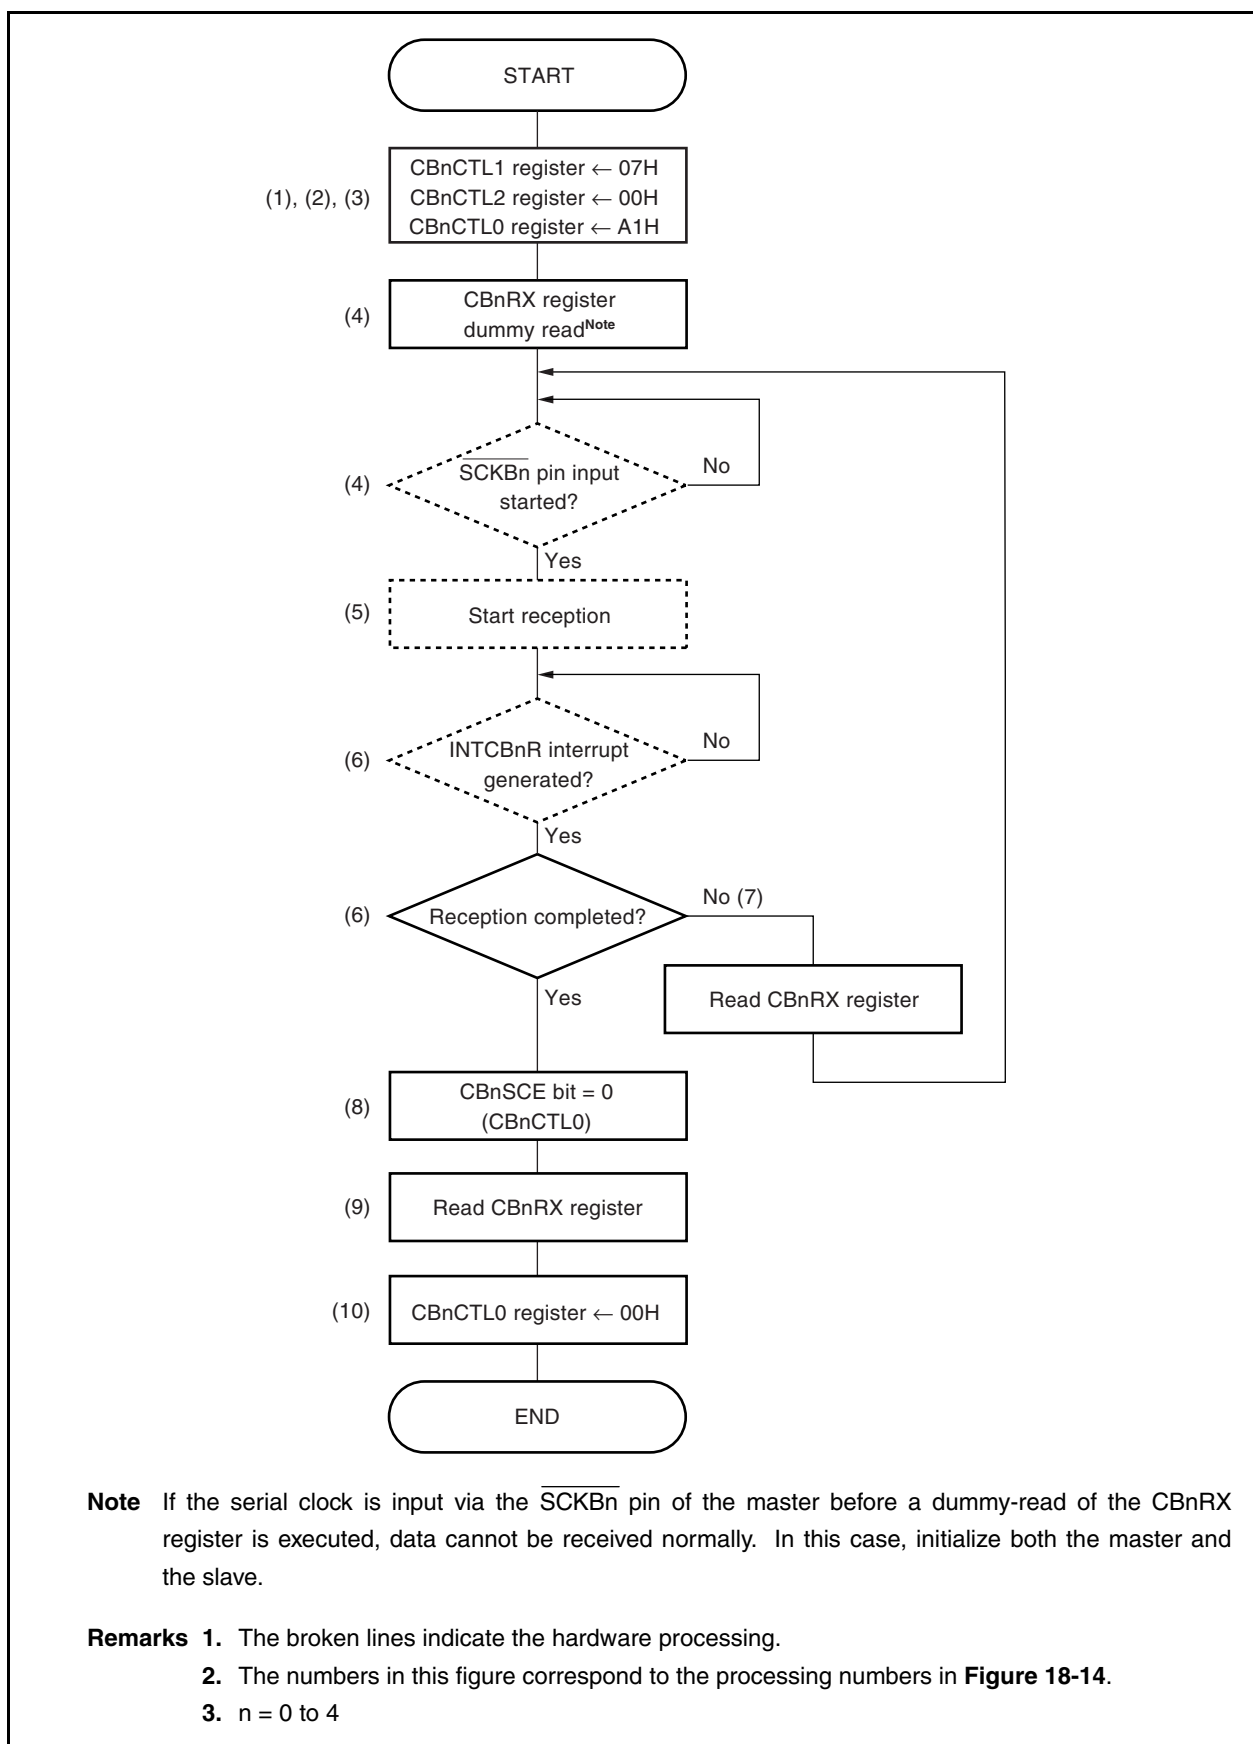 START
(1), (2), (3)
CBnCTL1 register ← 07H
CBnCTL2 register ← 00H
CBnCTL0 register ← A1H
(4)
CBnRX register
dummy readNote
(4)
SCKBn pin input
started?
No
Yes
(5)
Start reception
(6)
INTCBnR interrupt
generated?
No
Yes
(6)
Reception completed?
No (7)
Read CBnRX register
Yes
(8)
CBnSCE bit = 0
(CBnCTL0)
(9)
Read CBnRX register
(10)
CBnCTL0 register ← 00H
END
Note If the serial clock is input via the SCKBn pin of the master before a dummy-read of the CBnRX
register is executed, data cannot be received normally. In this case, initialize both the master and
the slave.
Remarks 1. The broken lines indicate the hardware processing.
2. The numbers in this figure correspond to the processing numbers in Figure 18-14.
3. n = 0 to 4